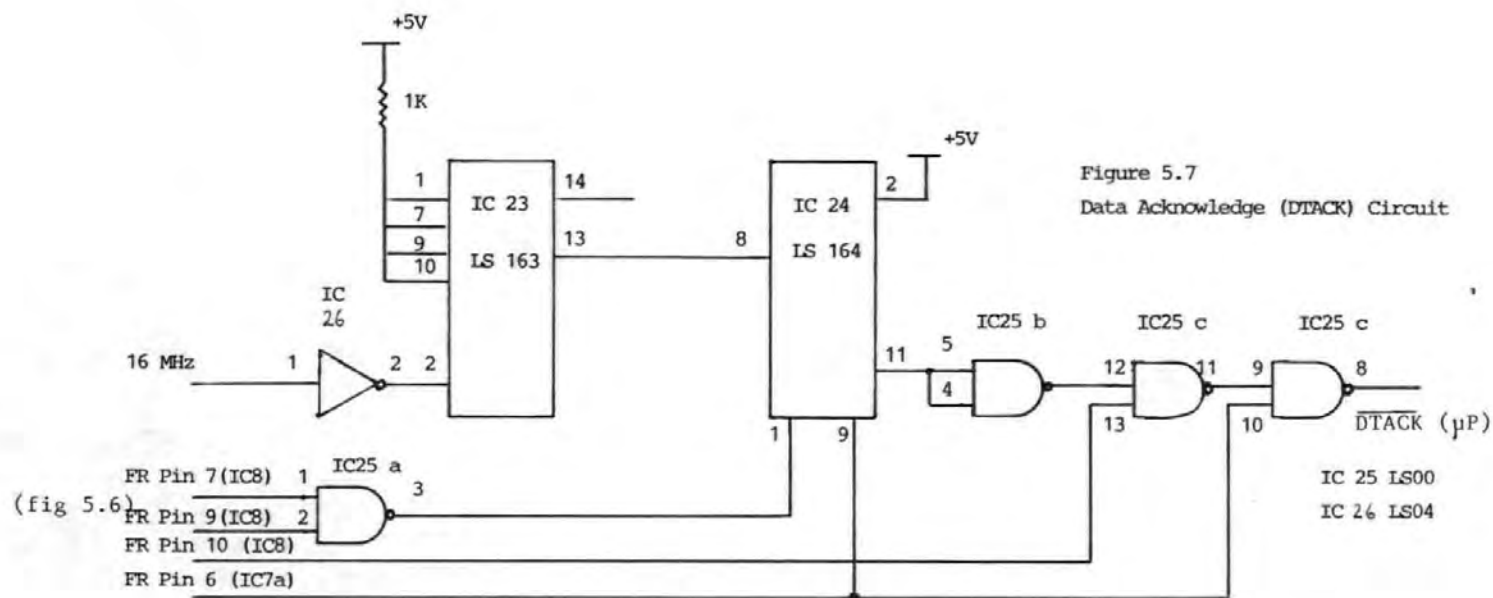 +5V
1K
+5V
Figure 5.7
Data Acknowledge (DTACK) Circuit
1
14
2
7
IC 23
IC 24
9
13
8
LS 163
LS 164
10
IC
26
IC25 b
IC25 c
IC25 c
16 MHz
1
2
2
11
5
4
12
11
9
8
13
10
DTACK (µP)
1
9
IC25 a
FR Pin 7(IC8)
1
3
IC 25 LS00
(fig 5.6)
FR Pin 9(IC8)
2
IC 26 LS04
FR Pin 10 (IC8)
FR Pin 6 (IC7a)